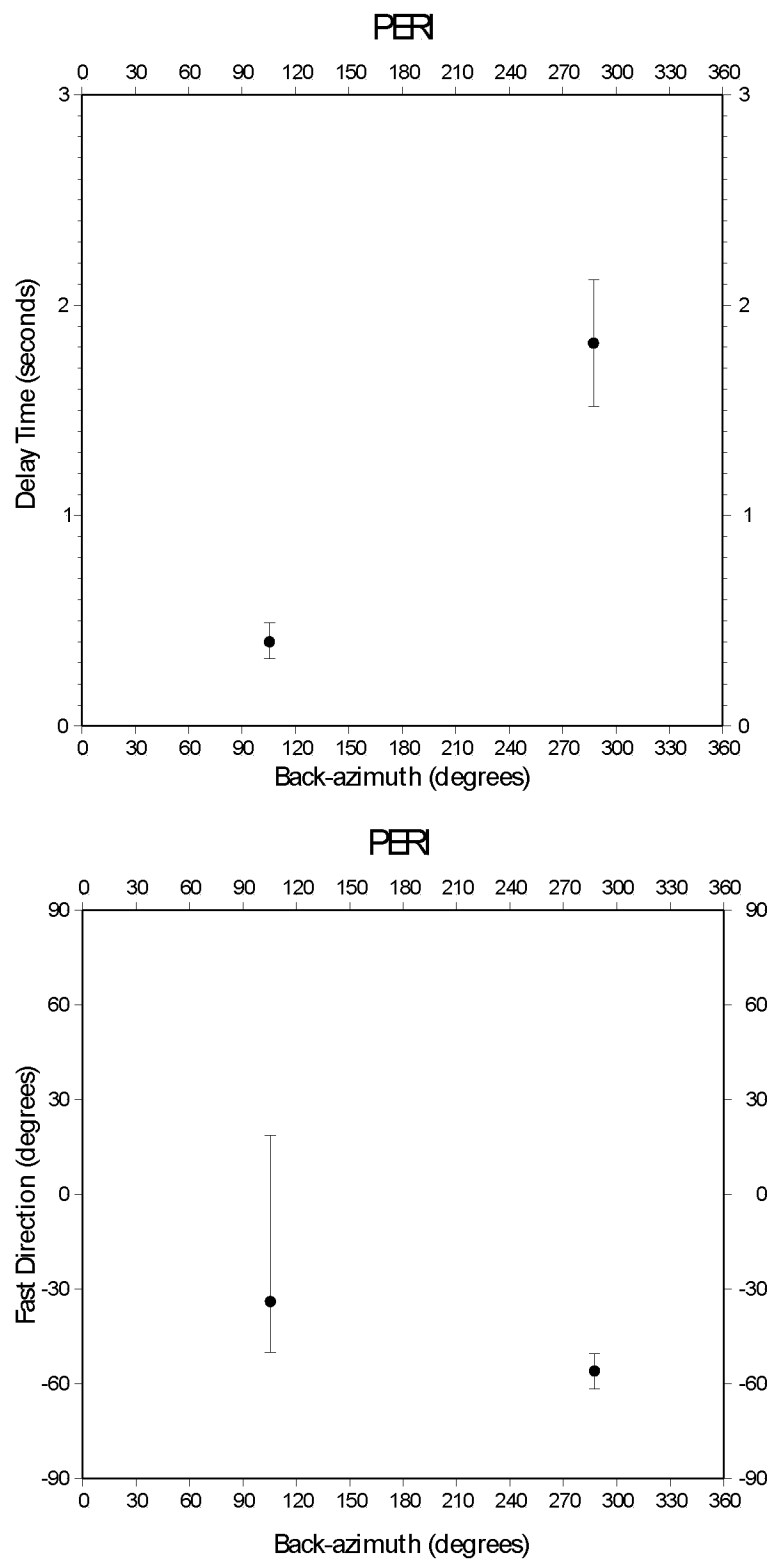 PERI
0 30 60 90 120 150 180 210 240 270 300 330 360
3 3
2 2
Delay Time (seconds)
1 1
0 0
0 30 60 90 120 150 180 210 240 270 300 330 360
Back-azimuth (degrees)
PERI
0 30 60 90 120 150 180 210 240 270 300 330 360
90 90
60 60
30 30
Fast Direction (degrees)
0 0
-30 -30
-60 -60
-90 -90
0 30 60 90 120 150 180 210 240 270 300 330 360
Back-azimuth (degrees)